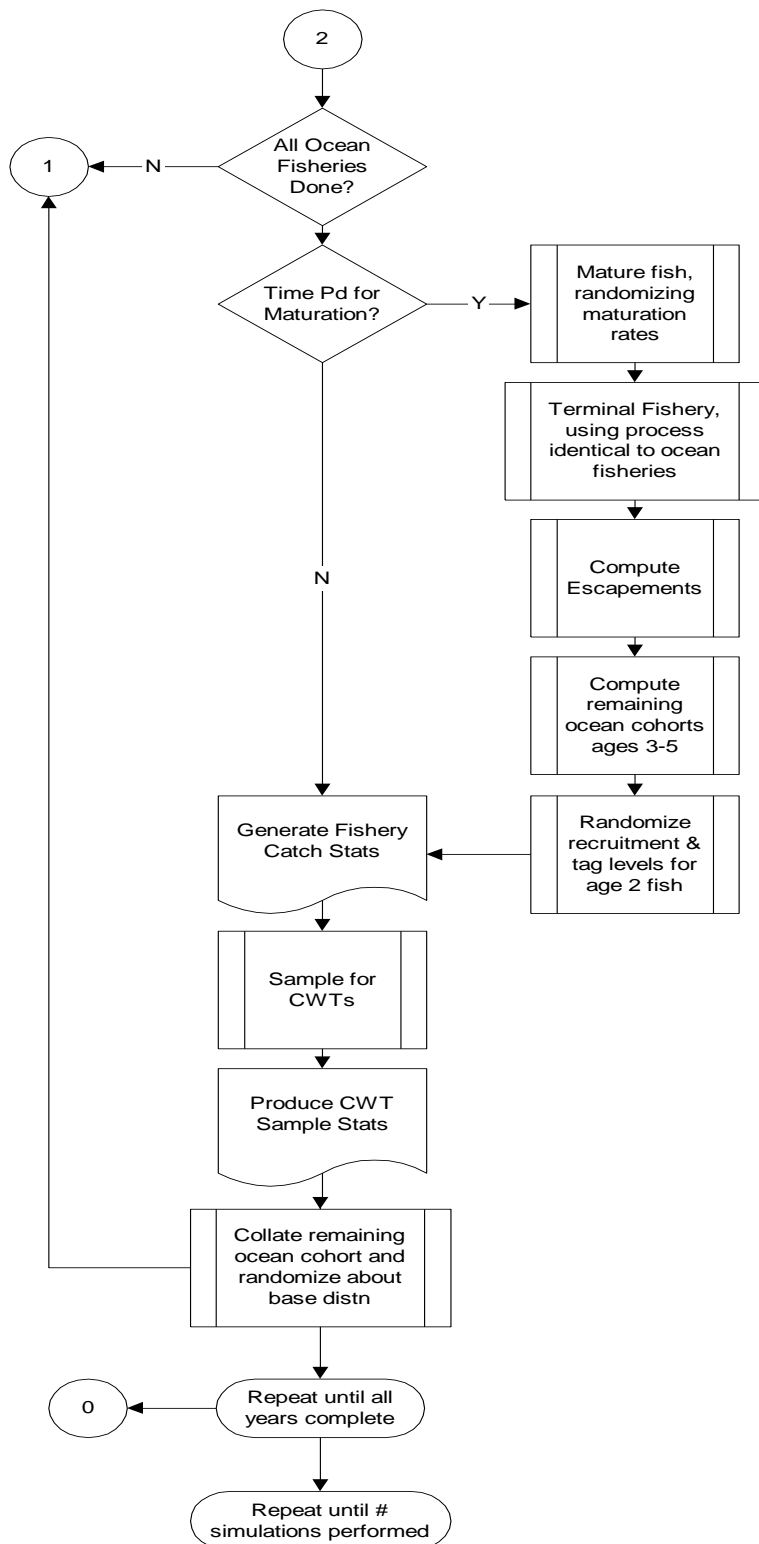 2
All Ocean
Fisheries
Done?
N
1
Time Pd for
Maturation?
Y
Mature fish,
randomizing
maturation
rates
Terminal Fishery,
using process
identical to ocean
fisheries
Compute
Escapements
N
Compute
remaining
ocean cohorts
ages 3-5
Randomize
recruitment &
tag levels for
age 2 fish
Generate Fishery
Catch Stats
Sample for
CWTs
Produce CWT
Sample Stats
Collate remaining
ocean cohort and
randomize about
base distn
Repeat until all
years complete
0
Repeat until #
simulations performed